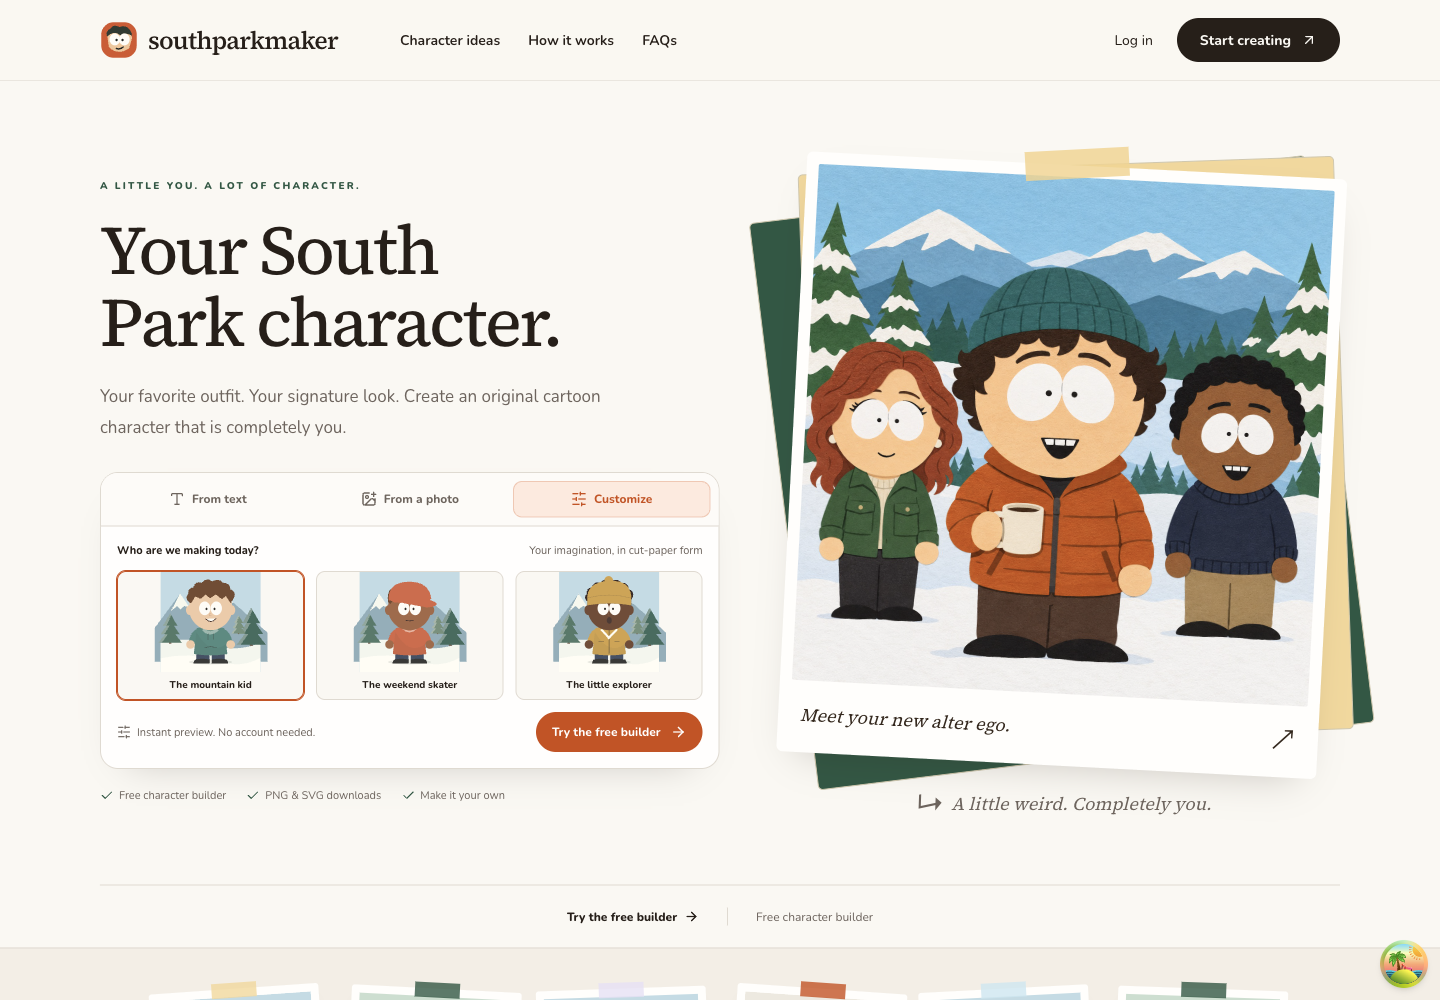 southparkmaker
Character ideas
How it works
FAQs
Log in
Start creating
A LITTLE YOU. A LOT OF CHARACTER.
Your South
Park character.
Your favorite outfit. Your signature look. Create an original cartoon
character that is completely you.
From text
From a photo
Customize
Who are we making today?
Your imagination, in cut-paper form
The mountain kid
The weekend skater
The little explorer
Instant preview. No account needed.
Try the free builder
Free character builder
PNG & SVG downloads
Make it your own
Meet your new alter ego.
A little weird. Completely you.
Try the free builder
Free character builder